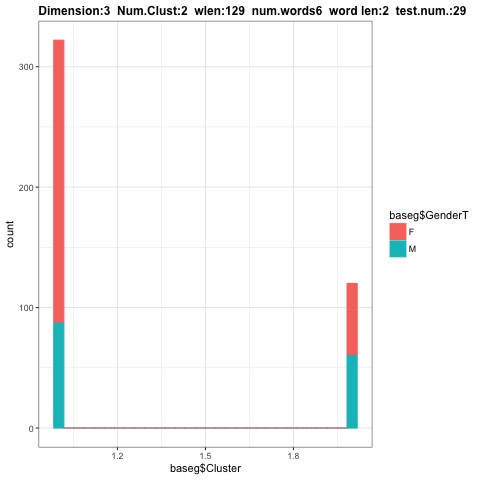 Dimension:3 Num.Clust:2 wlen:129 num.words6 word len:2 test.num.:29
300
200
100
0
count
1.2 1.5 1.8
baseg$Cluster
baseg$GenderT
F
M